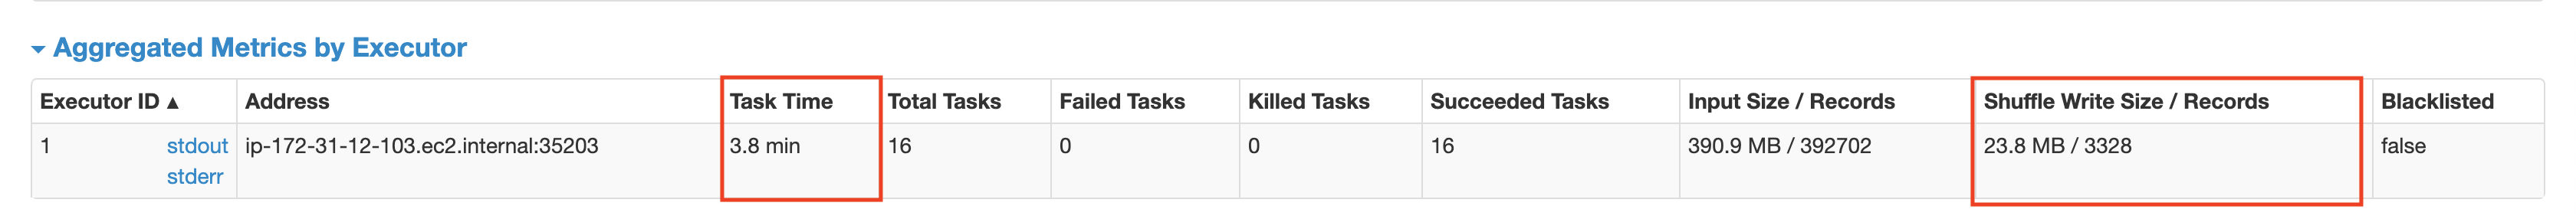 Aggregated Metrics by Executor
Executor ID ▲ Address Task Time Total Tasks Failed Tasks Killed Tasks Succeeded Tasks Input Size / Records Shuffle Write Size / Records Blacklisted
1 stdout ip-172-31-12-103.ec2.internal:35203 3.8 min 16 0 0 16 390.9 MB / 392702 23.8 MB / 3328 false
stderr